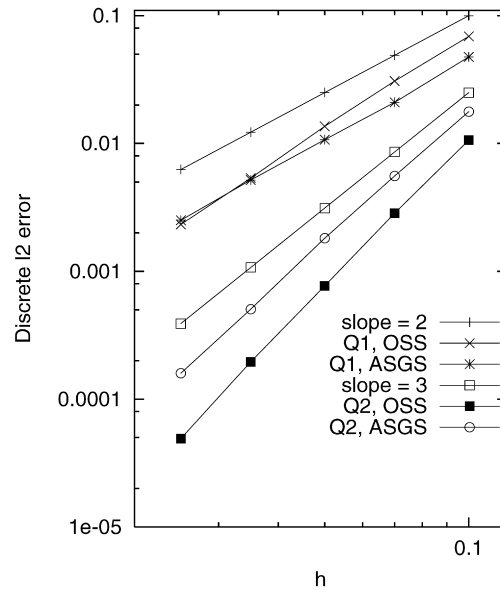 0.1
0.01
0.001
0.0001
1e-05
Discrete l2 error
slope = 2
Q1, OSS
Q1, ASGS
slope = 3
Q2, OSS
Q2, ASGS
0.1
h